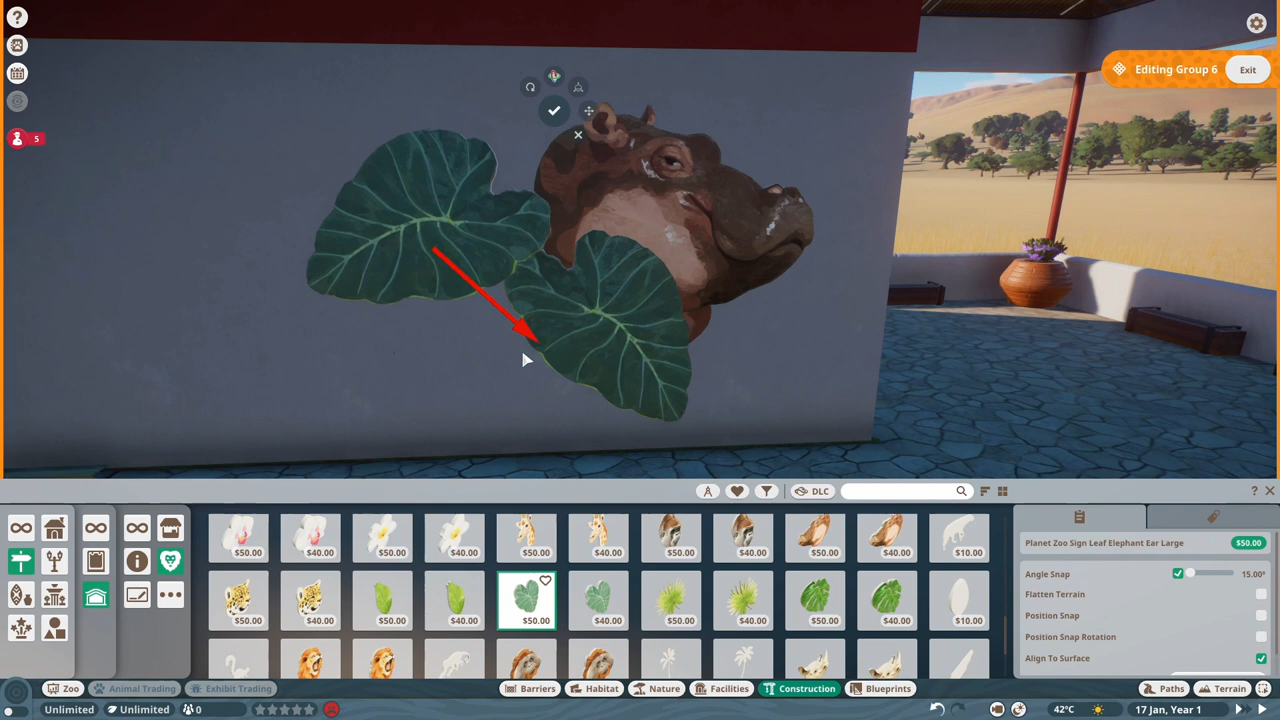 ?
Editing Group 6
Exit
5
DLC
?
$50.00 $40.00 $50.00 $40.00 $50.00 $40.00 $50.00 $40.00 $50.00 $40.00 $10.00
$50.00 $40.00 $50.00 $40.00 $50.00 $40.00 $50.00 $40.00 $50.00 $40.00 $10.00
Planet Zoo Sign Leaf Elephant Ear Large $50.00
Angle Snap 15.00°
Flatten Terrain
Position Snap
Position Snap Rotation
Align To Surface
Zoo Animal Trading Exhibit Trading Barriers Habitat Nature Facilities Construction Blueprints Paths Terrain
Unlimited Unlimited 0 42°C 17 Jan, Year 1